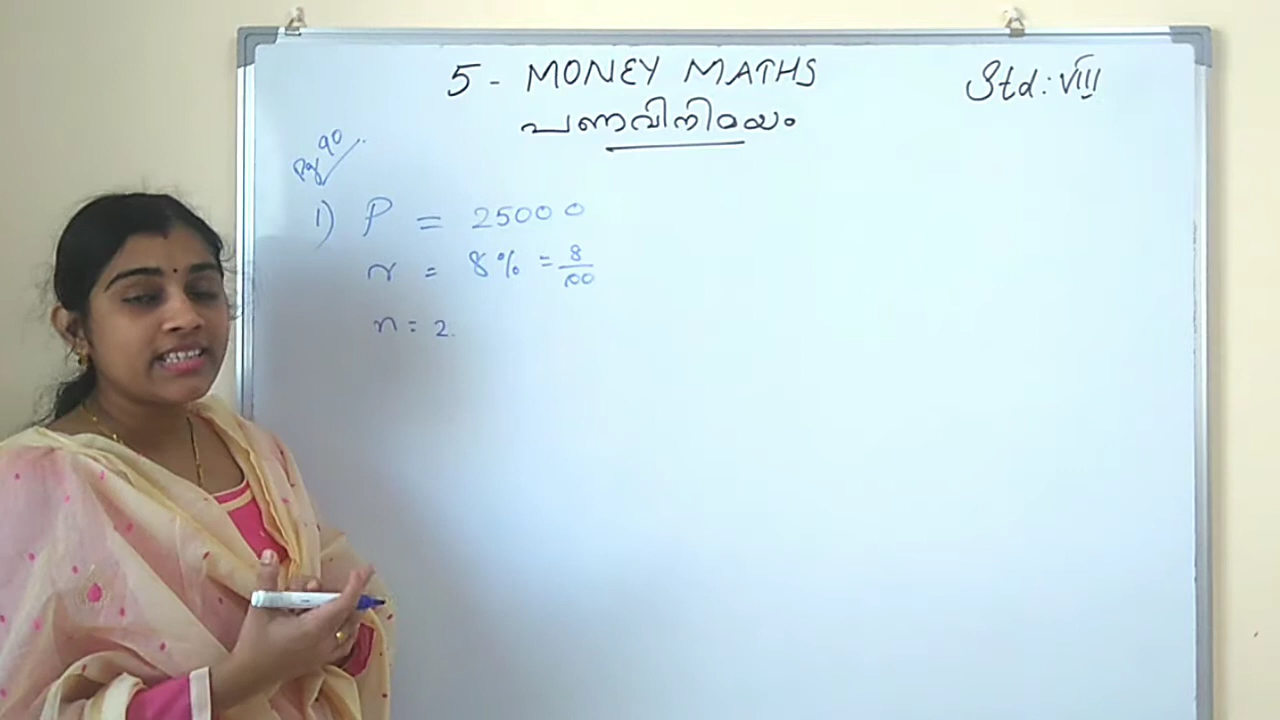 5 - MONEY MATHS
Std: VIII
പണവിനിമയം
Pg 90
1) P = 25000
r = 8% = 8/100
n = 2.